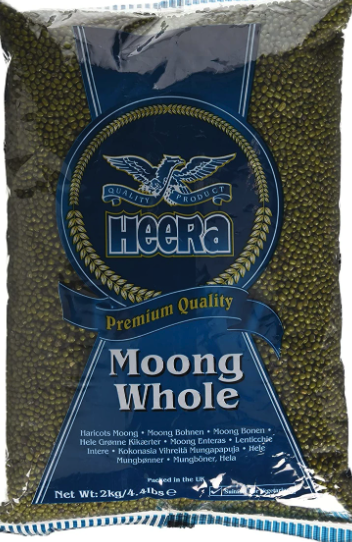 QUALITY PRODUCT
HEERA
Premium Quality
Moong
Whole
Haricots Moong • Moong Bohnen • Moong Bonen •
Hele Grønne Kikærter • Moong Enteras • Lenticchie
Intere • Kokonasia Vihreitä Mungapapuja • Hele
Mungbønner • Mungböner, Hela
Packed in the UK
Net Wt: 2kg/4.4lbs e